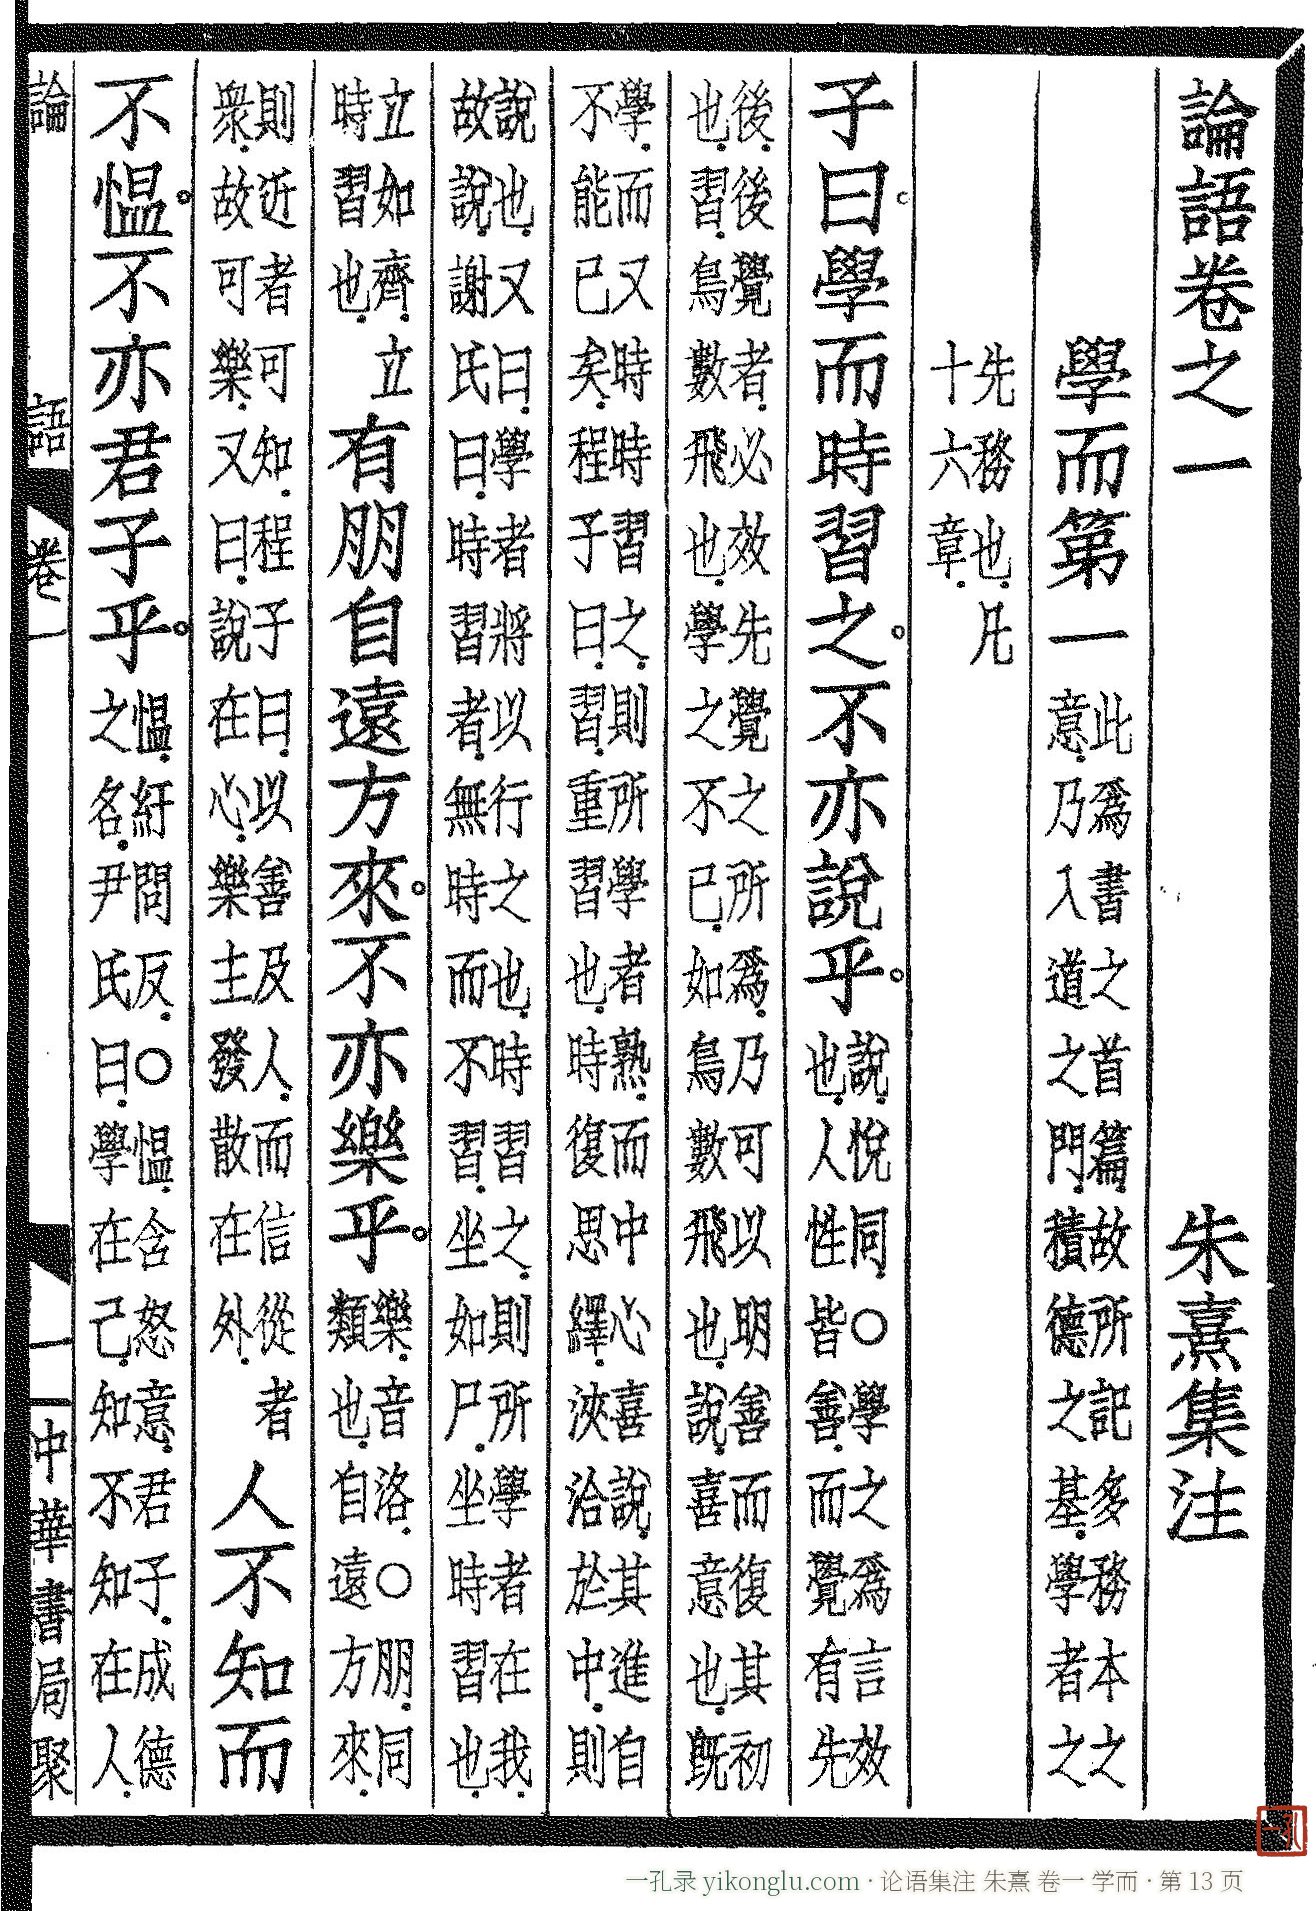 論語卷之一 朱熹集注
學而第一 此爲書之首篇。故所記多務本之
意。乃入道之門。積德之基。學者之
先務也。凡
十六章。
子曰。學而時習之。不亦說乎。說。悅同。○學之爲言效
也。人性皆善。而覺有先
後後覺者。必效先覺之所爲。乃可以明善而復其初
也。習。鳥數飛也。學之不已。如鳥數飛也。說。喜意也。既
學。而又時時習之。則所學者熟。而中心喜說。其進自
不能已矣。程子曰。習。重習也。時復思繹。浹洽於中。則
說也。又曰。學者將以行之也。時習之。則所學者在我。
故說。謝氏曰。時習者。無時而不習。坐如尸。坐時習也。
立如齊。立
時習也。
有朋自遠方來。不亦樂乎。樂。音洛。○朋。同
類也。自遠方來。
則近者可知。程子曰。以善及人。而信從者
衆。故可樂。又曰。說在心。樂主發散在外。
人不知而
不慍。不亦君子乎。慍。紆問反。○慍。含怒意。君子。成德
之名。尹氏曰。學在己。知不知在人。
論語 卷一 一 中華書局聚
一孔录 yikonglu.com · 论语集注 朱熹 卷一 学而 · 第 13 页